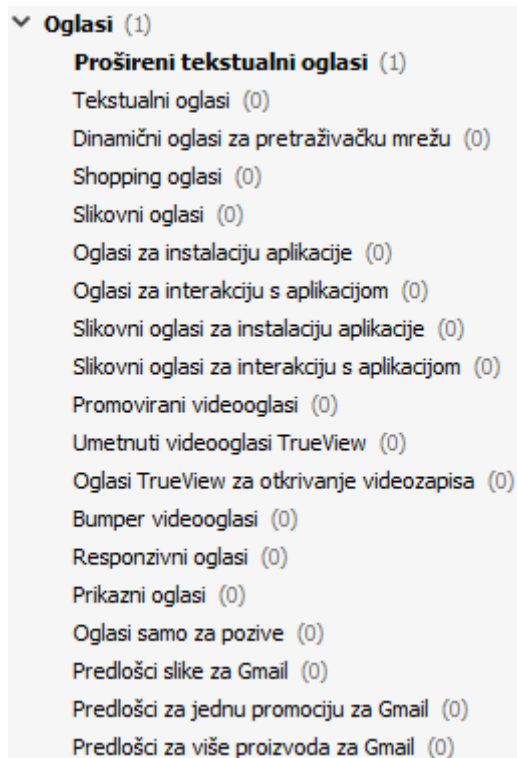 Oglasi (1)
Prošireni tekstualni oglasi (1)
Tekstualni oglasi (0)
Dinamični oglasi za pretraživačku mrežu (0)
Shopping oglasi (0)
Slikovni oglasi (0)
Oglasi za instalaciju aplikacije (0)
Oglasi za interakciju s aplikacijom (0)
Slikovni oglasi za instalaciju aplikacije (0)
Slikovni oglasi za interakciju s aplikacijom (0)
Promovirani videooglasi (0)
Umetnuti videooglasi TrueView (0)
Oglasi TrueView za otkrivanje videozapisa (0)
Bumper videooglasi (0)
Responzivni oglasi (0)
Prikazni oglasi (0)
Oglasi samo za pozive (0)
Predlošci slike za Gmail (0)
Predlošci za jednu promociju za Gmail (0)
Predlošci za više proizvoda za Gmail (0)